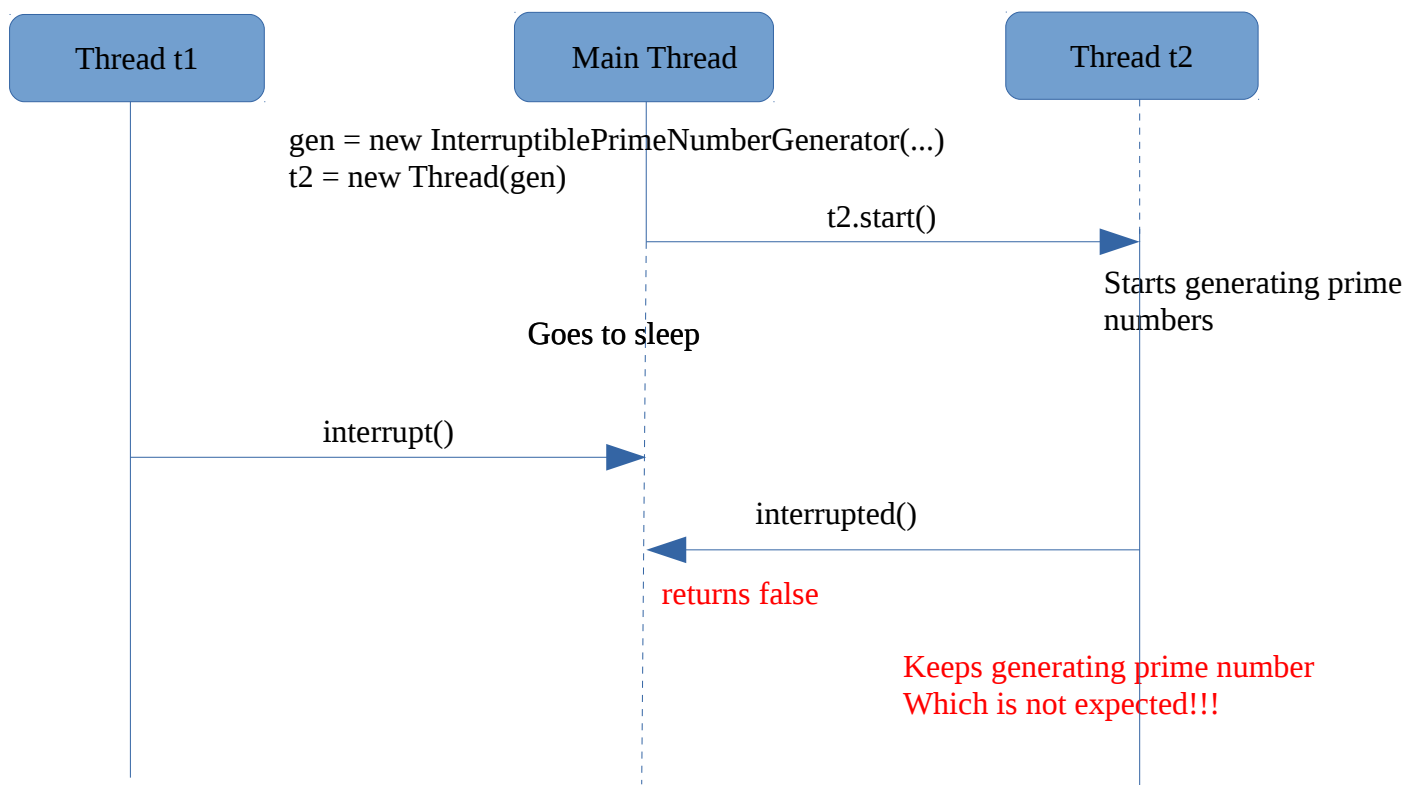 Thread t1
Main Thread
Thread t2
gen = new InterruptiblePrimeNumberGenerator(...)
t2 = new Thread(gen)
t2.start()
Starts generating prime
numbers
Goes to sleep
interrupt()
interrupted()
returns false
Keeps generating prime number
Which is not expected!!!